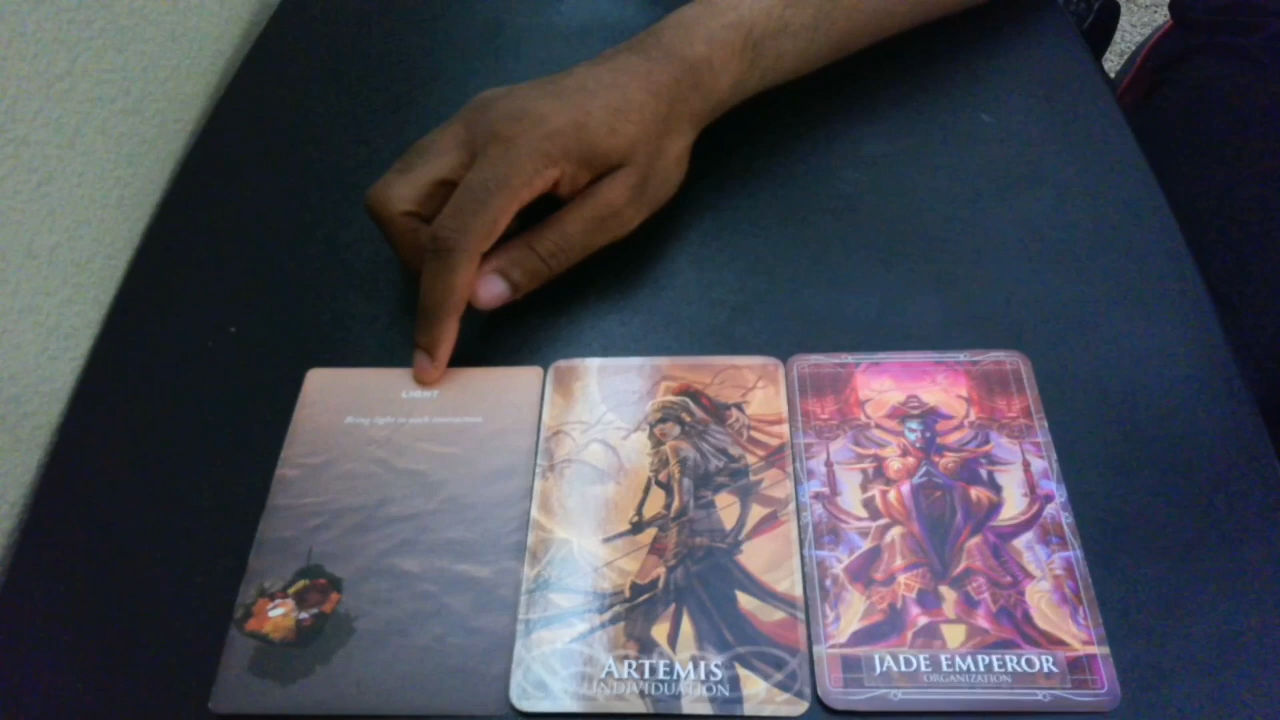 LIGHT
Bring light to each interaction.
ARTEMIS
INDIVIDUATION
JADE EMPEROR
ORGANIZATION